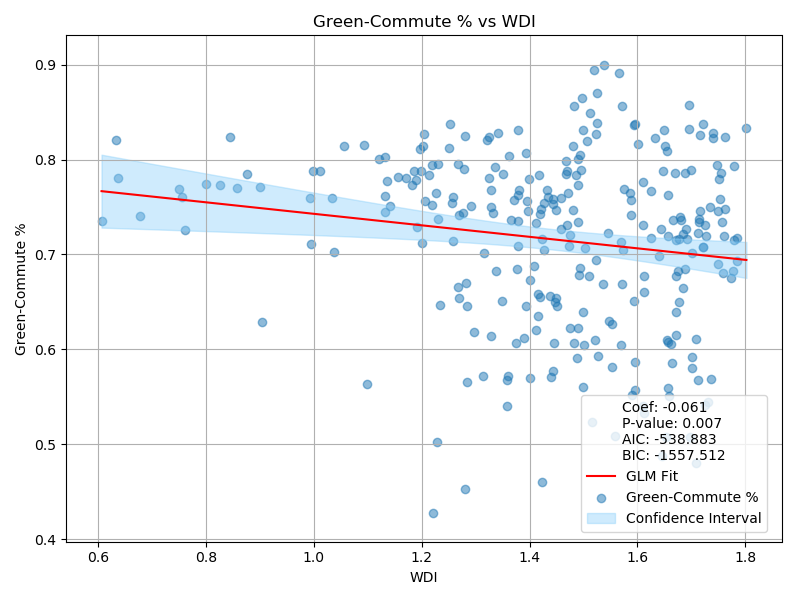 Green-Commute % vs WDI
Green-Commute %
0.9
0.8
0.7
0.6
0.5
0.4
Coef: -0.061
P-value: 0.007
AIC: -538.883
BIC: -1557.512
GLM Fit
Green-Commute %
Confidence Interval
0.6 0.8 1.0 1.2 1.4 1.6 1.8
WDI